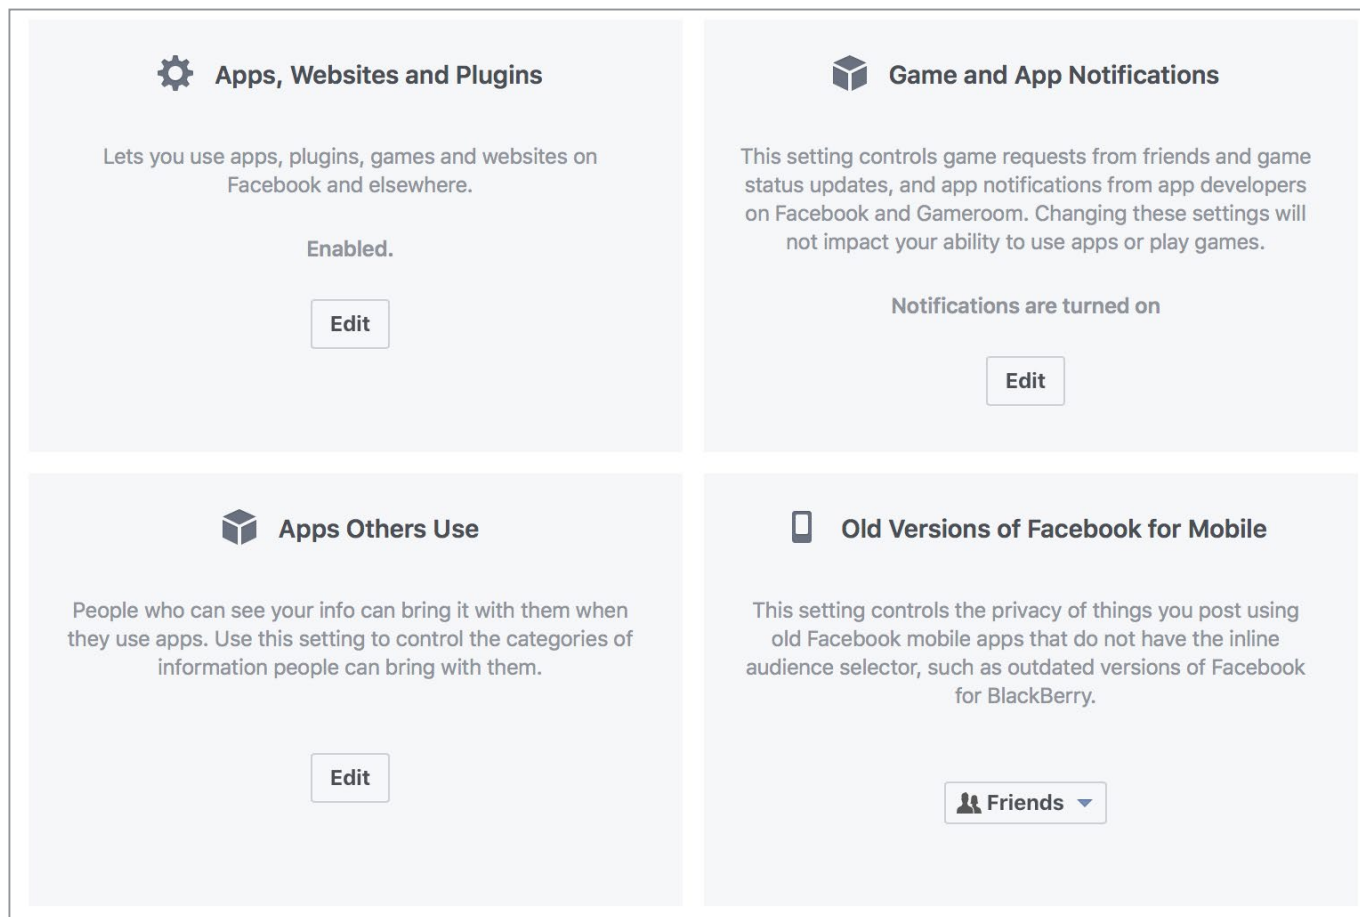 Apps, Websites and Plugins
Lets you use apps, plugins, games and websites on
Facebook and elsewhere.
Enabled.
Edit
Game and App Notifications
This setting controls game requests from friends and game
status updates, and app notifications from app developers
on Facebook and Gameroom. Changing these settings will
not impact your ability to use apps or play games.
Notifications are turned on
Edit
Apps Others Use
People who can see your info can bring it with them when
they use apps. Use this setting to control the categories of
information people can bring with them.
Edit
Old Versions of Facebook for Mobile
This setting controls the privacy of things you post using
old Facebook mobile apps that do not have the inline
audience selector, such as outdated versions of Facebook
for BlackBerry.
Friends